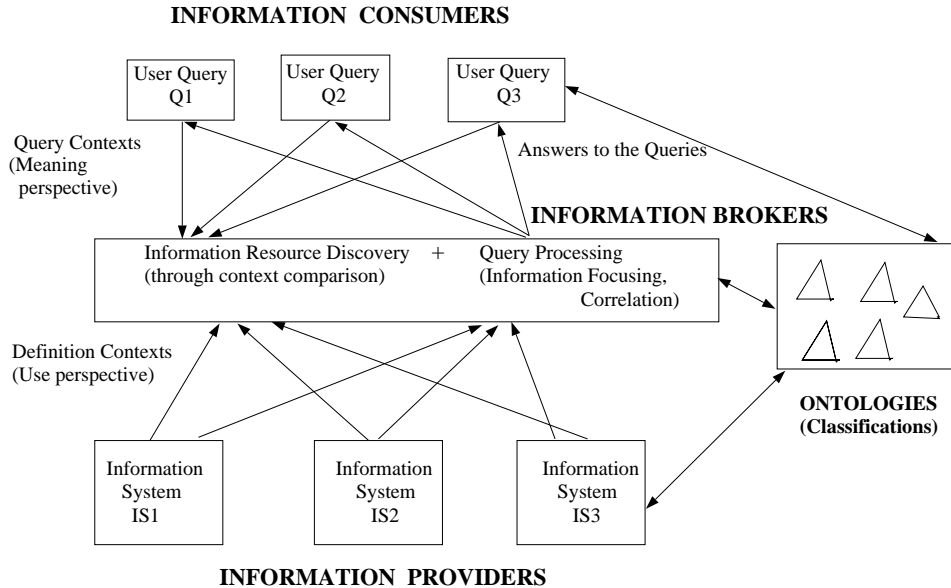 INFORMATION CONSUMERS
User Query
Q1
User Query
Q2
User Query
Q3
Query Contexts
(Meaning
perspective)
Answers to the Queries
INFORMATION BROKERS
Information Resource Discovery + Query Processing
(through context comparison) (Information Focusing,
Correlation)
Definition Contexts
(Use perspective)
ONTOLOGIES
(Classifications)
Information
System
IS1
Information
System
IS2
Information
System
IS3
INFORMATION PROVIDERS